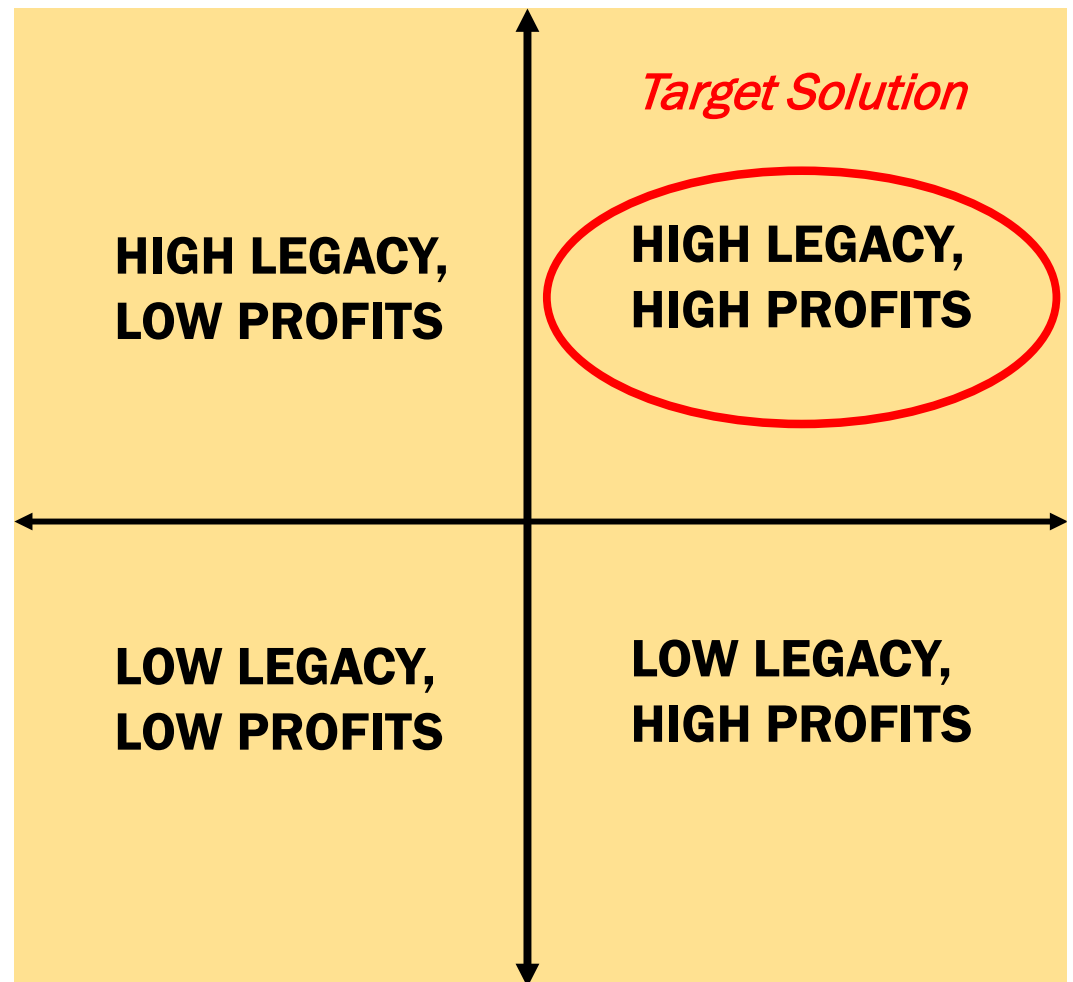 Target Solution
HIGH LEGACY,
LOW PROFITS
HIGH LEGACY,
HIGH PROFITS
LOW LEGACY,
LOW PROFITS
LOW LEGACY,
HIGH PROFITS